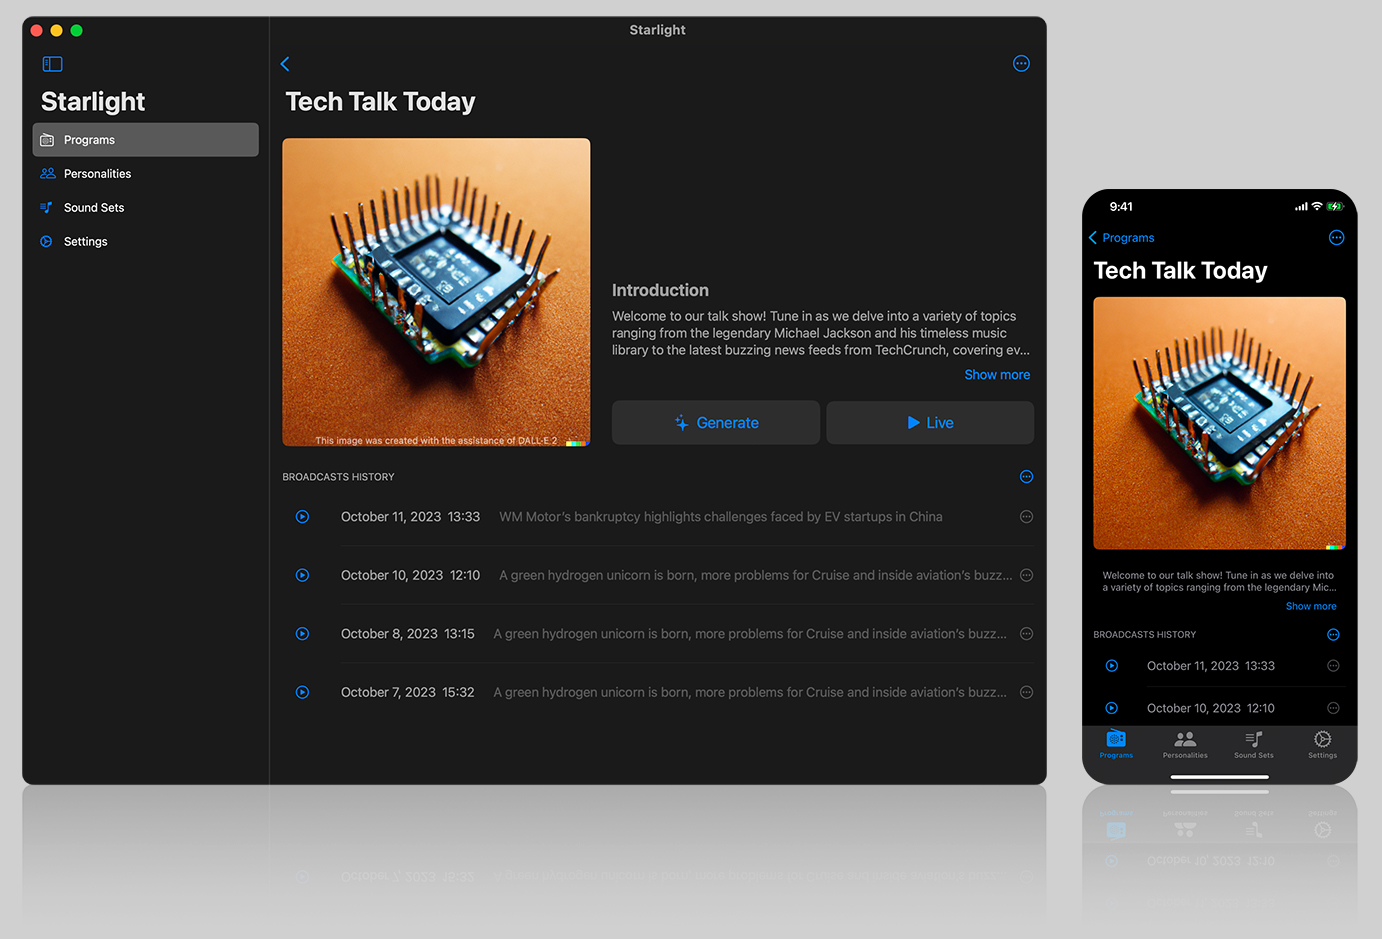 Starlight
Starlight
Programs
Personalities
Sound Sets
Settings
Tech Talk Today
This image was created with the assistance of DALL·E 2
Introduction
Welcome to our talk show! Tune in as we delve into a variety of topics
ranging from the legendary Michael Jackson and his timeless music
library to the latest buzzing news feeds from TechCrunch, covering ev...
Show more
Generate
Live
BROADCASTS HISTORY
October 11, 2023 13:33 WM Motor's bankruptcy highlights challenges faced by EV startups in China
October 10, 2023 12:10 A green hydrogen unicorn is born, more problems for Cruise and inside aviation's buzz...
October 8, 2023 13:15 A green hydrogen unicorn is born, more problems for Cruise and inside aviation's buzz...
October 7, 2023 15:32 A green hydrogen unicorn is born, more problems for Cruise and inside aviation's buzz...
9:41
Programs
Tech Talk Today
Welcome to our talk show! Tune in as we delve into
a variety of topics ranging from the legendary Mic...
Show more
BROADCASTS HISTORY
October 11, 2023 13:33
October 10, 2023 12:10
Programs
Personalities
Sound Sets
Settings